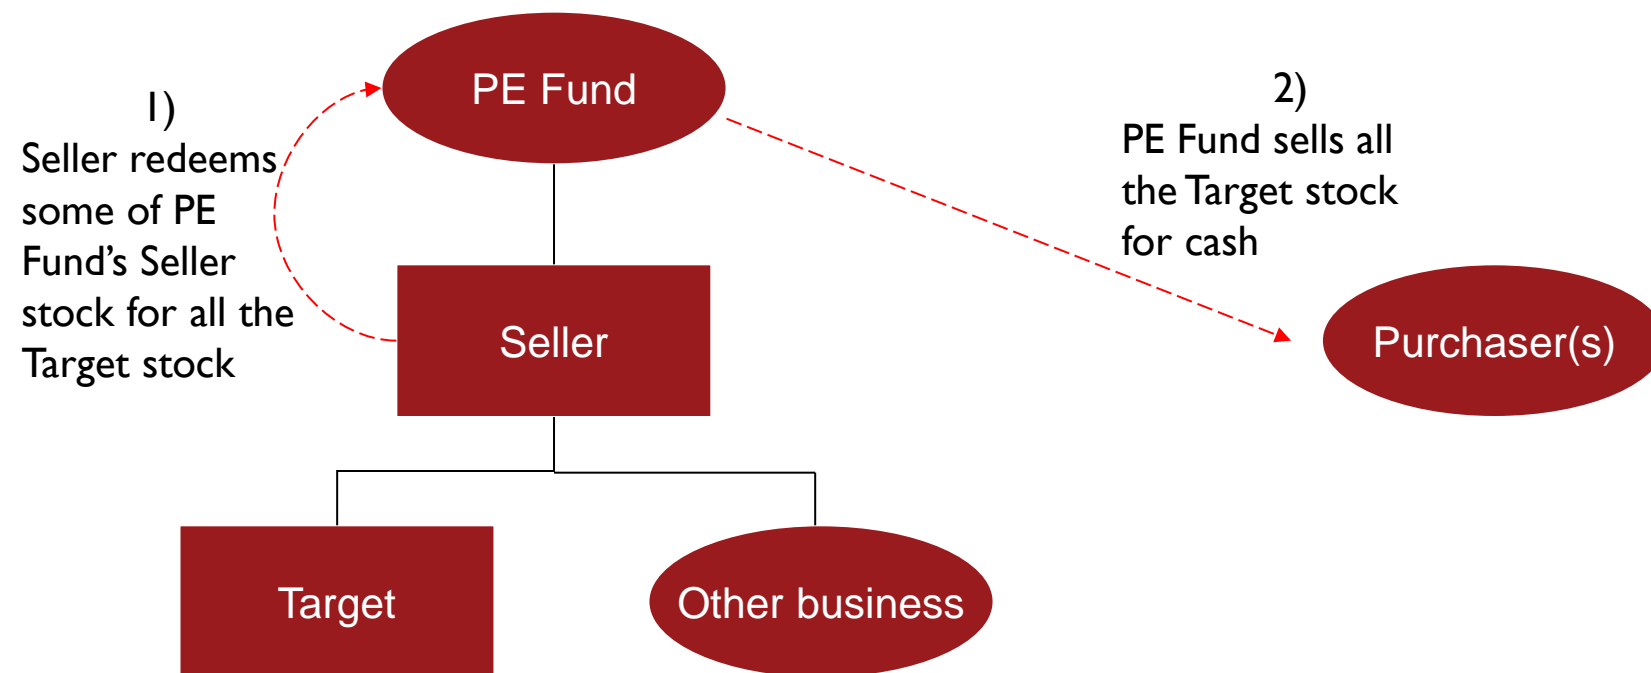 PE Fund
1)
Seller redeems
some of PE
Fund’s Seller
stock for all the
Target stock
2)
PE Fund sells all
the Target stock
for cash
Seller
Purchaser(s)
Target
Other business